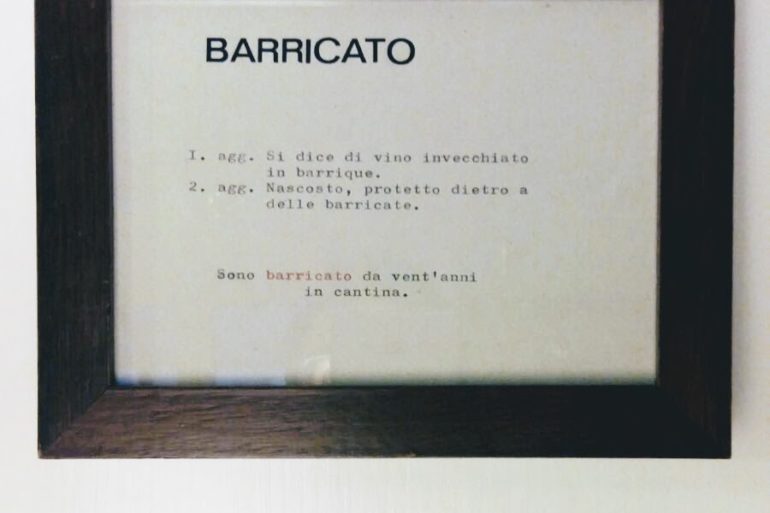 BARRICATO
I. agg. Si dice di vino invecchiato
in barrique.
2. agg. Nascosto, protetto dietro a
delle barricate.
Sono barricato da vent'anni
in cantina.